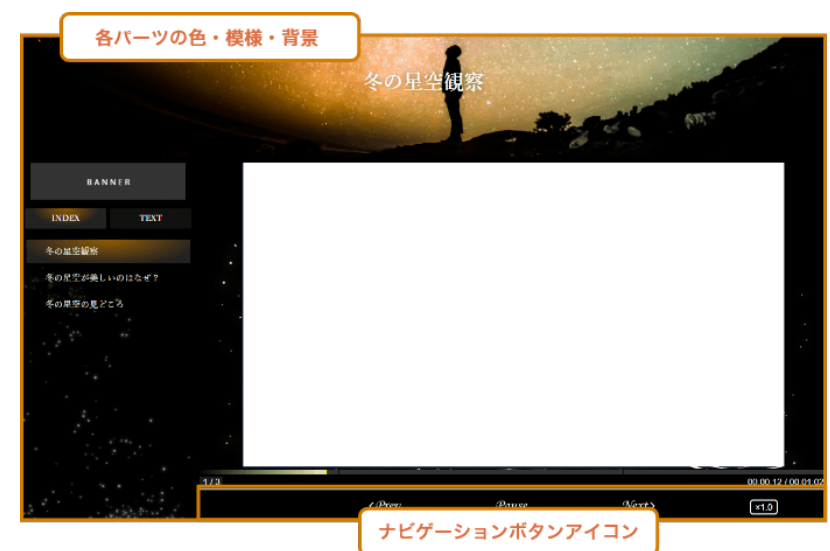 各パーツの色・模様・背景
冬の星空観察
BANNER
INDEX
TEXT
冬の星空観察
冬の星空が美しいのはなぜ？
冬の星空の見どころ
1 / 3
00:00:12 / 00:01:02
‹ Prev
Pause
Next ›
×1.0
ナビゲーションボタンアイコン